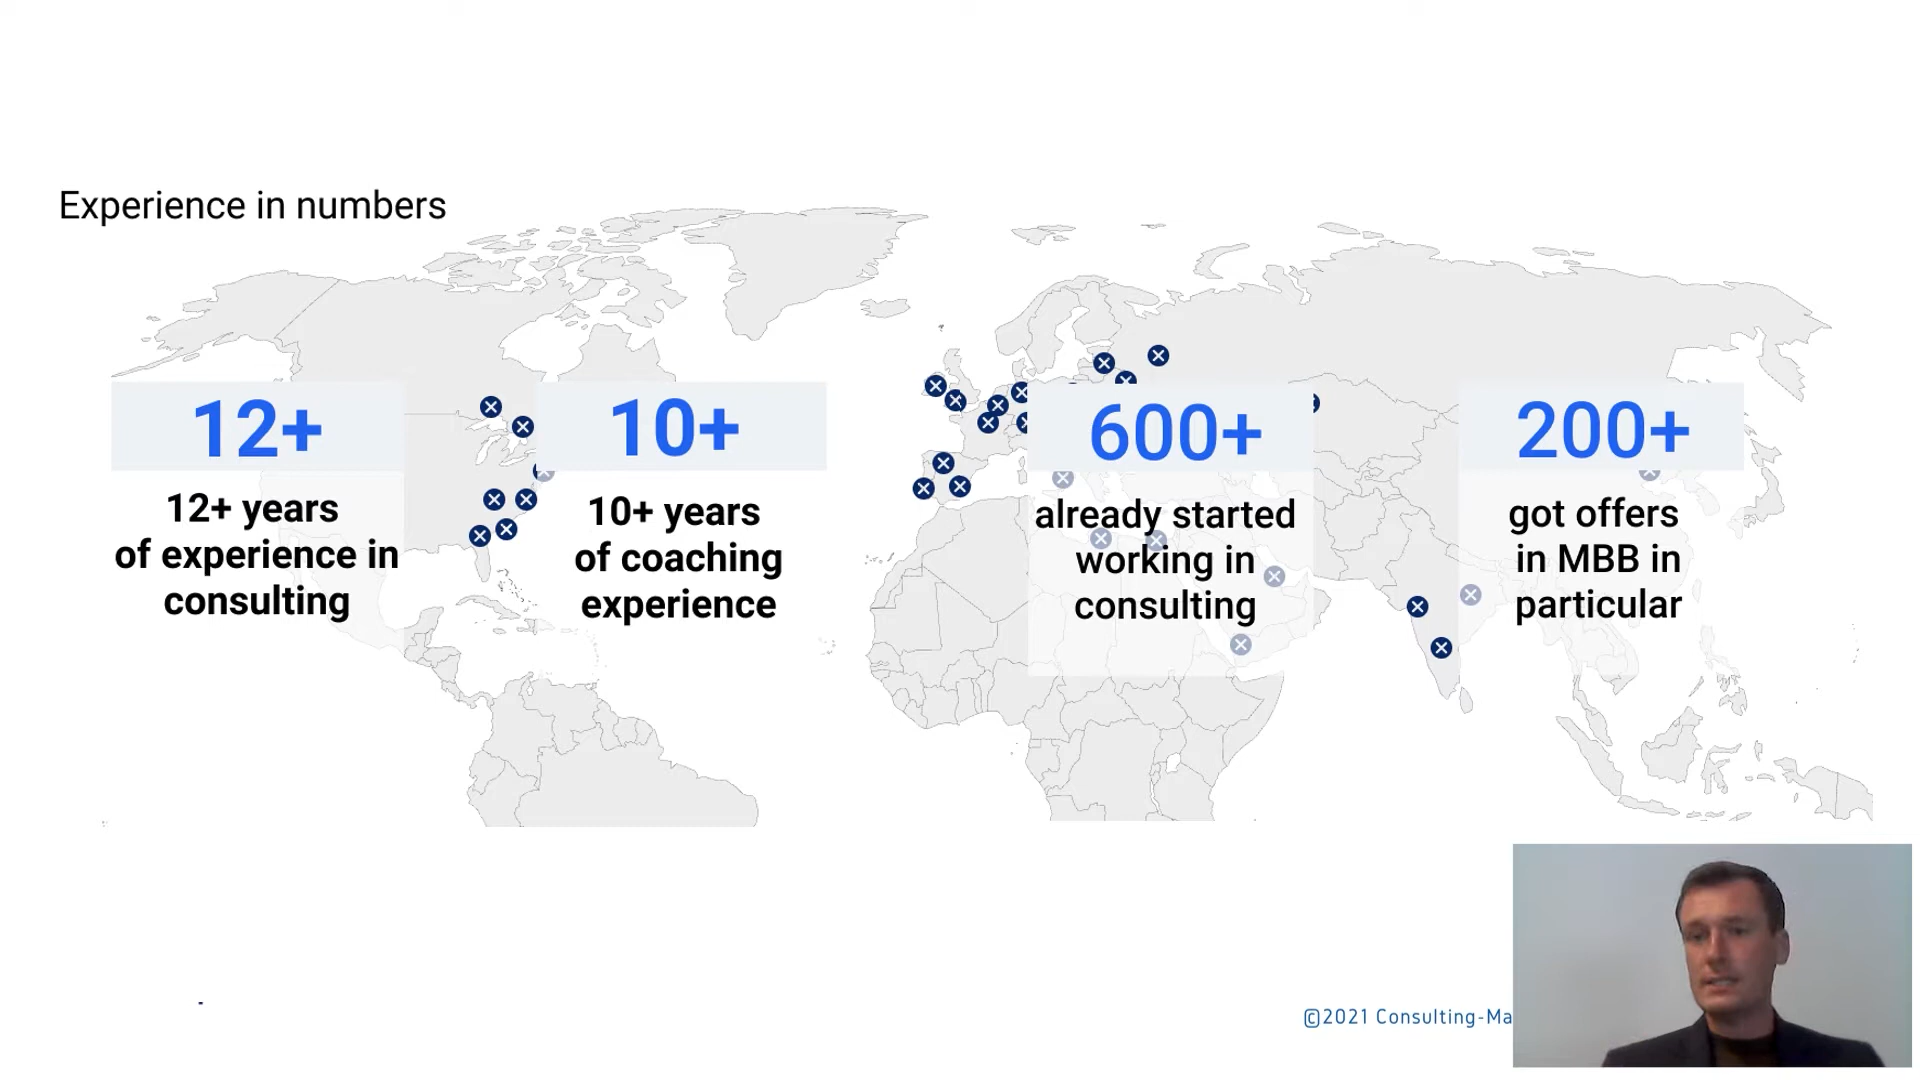 Experience in numbers
12+
12+ years
of experience in
consulting
10+
10+ years
of coaching
experience
600+
already started
working in
consulting
200+
got offers
in MBB in
particular
©2021 Consulting-Ma